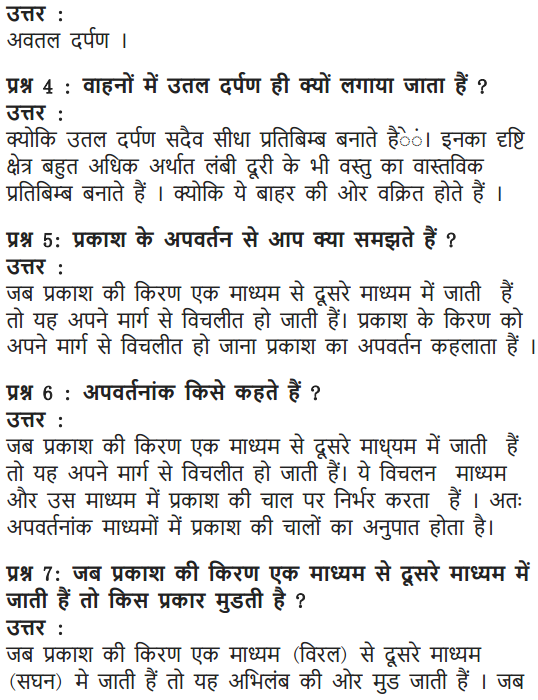 उत्तर :
अवतल दर्पण ।
प्रश्न 4 : वाहनों में उतल दर्पण ही क्यों लगाया जाता हैं ?
उत्तर :
क्योकि उतल दर्पण सदैव सीधा प्रतिबिम्ब बनाते हैेंं। इनका दृष्टि
क्षेत्र बहुत अधिक अर्थात लंबी दूरी के भी वस्तु का वास्तविक
प्रतिबिम्ब बनाते हैं । क्योकि ये बाहर की ओर वक्रित होते हैं ।
प्रश्न 5: प्रकाश के अपवर्तन से आप क्या समझते हैं ?
उत्तर :
जब प्रकाश की किरण एक माध्यम से दूसरे माध्यम में जाती हैं
तो यह अपने मार्ग से विचलीत हो जाती हैं। प्रकाश के किरण को
अपने मार्ग से विचलीत हो जाना प्रकाश का अपवर्तन कहलाता हैं ।
प्रश्न 6 : अपवर्तनांक किसे कहते हैं ?
उत्तर :
जब प्रकाश की किरण एक माध्यम से दूसरे माध्‌यम में जाती हैं
तो यह अपने मार्ग से विचलीत हो जाती हैं। ये विचलन माध्यम
और उस माध्यम में प्रकाश की चाल पर निर्भर करता हैं । अतः
अपवर्तनांक माध्यमों में प्रकाश की चालों का अनुपात होता है।
प्रश्न 7: जब प्रकाश की किरण एक माध्यम से दूसरे माध्यम में
जाती हैं तो किस प्रकार मुडती है ?
उत्तर :
जब प्रकाश की किरण एक माध्यम (विरल) से दूसरे माध्यम
(सघन) मे जाती हैं तो यह अभिलंब की ओर मुड जाती हैं । जब